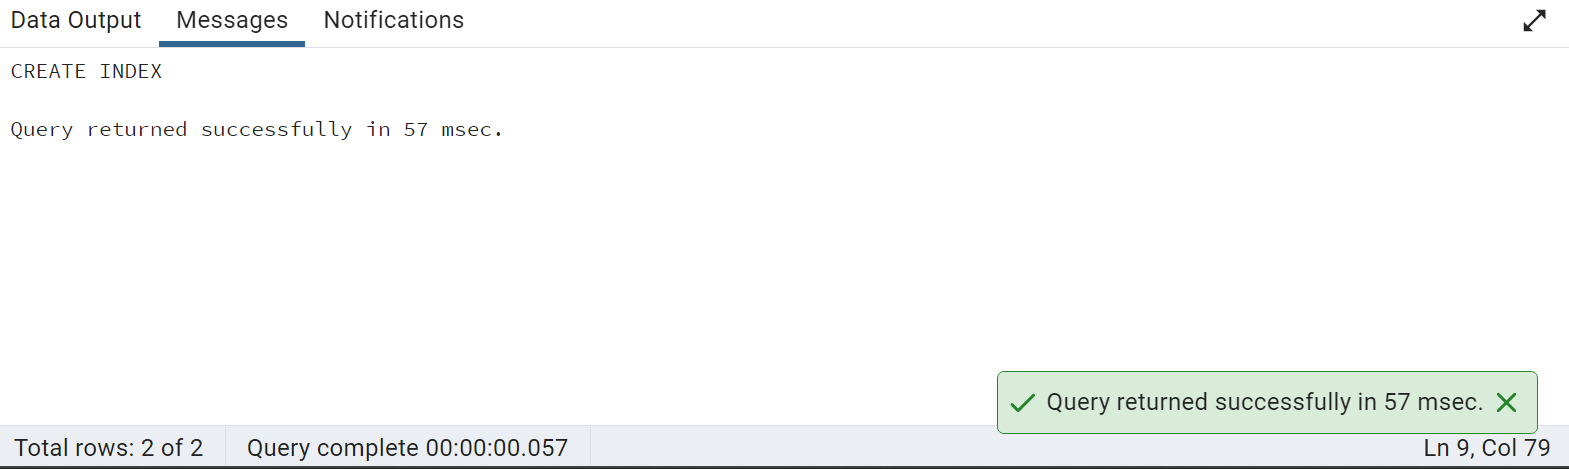 Data Output Messages Notifications
CREATE INDEX
Query returned successfully in 57 msec.
Query returned successfully in 57 msec.
Total rows: 2 of 2 Query complete 00:00:00.057 Ln 9, Col 79